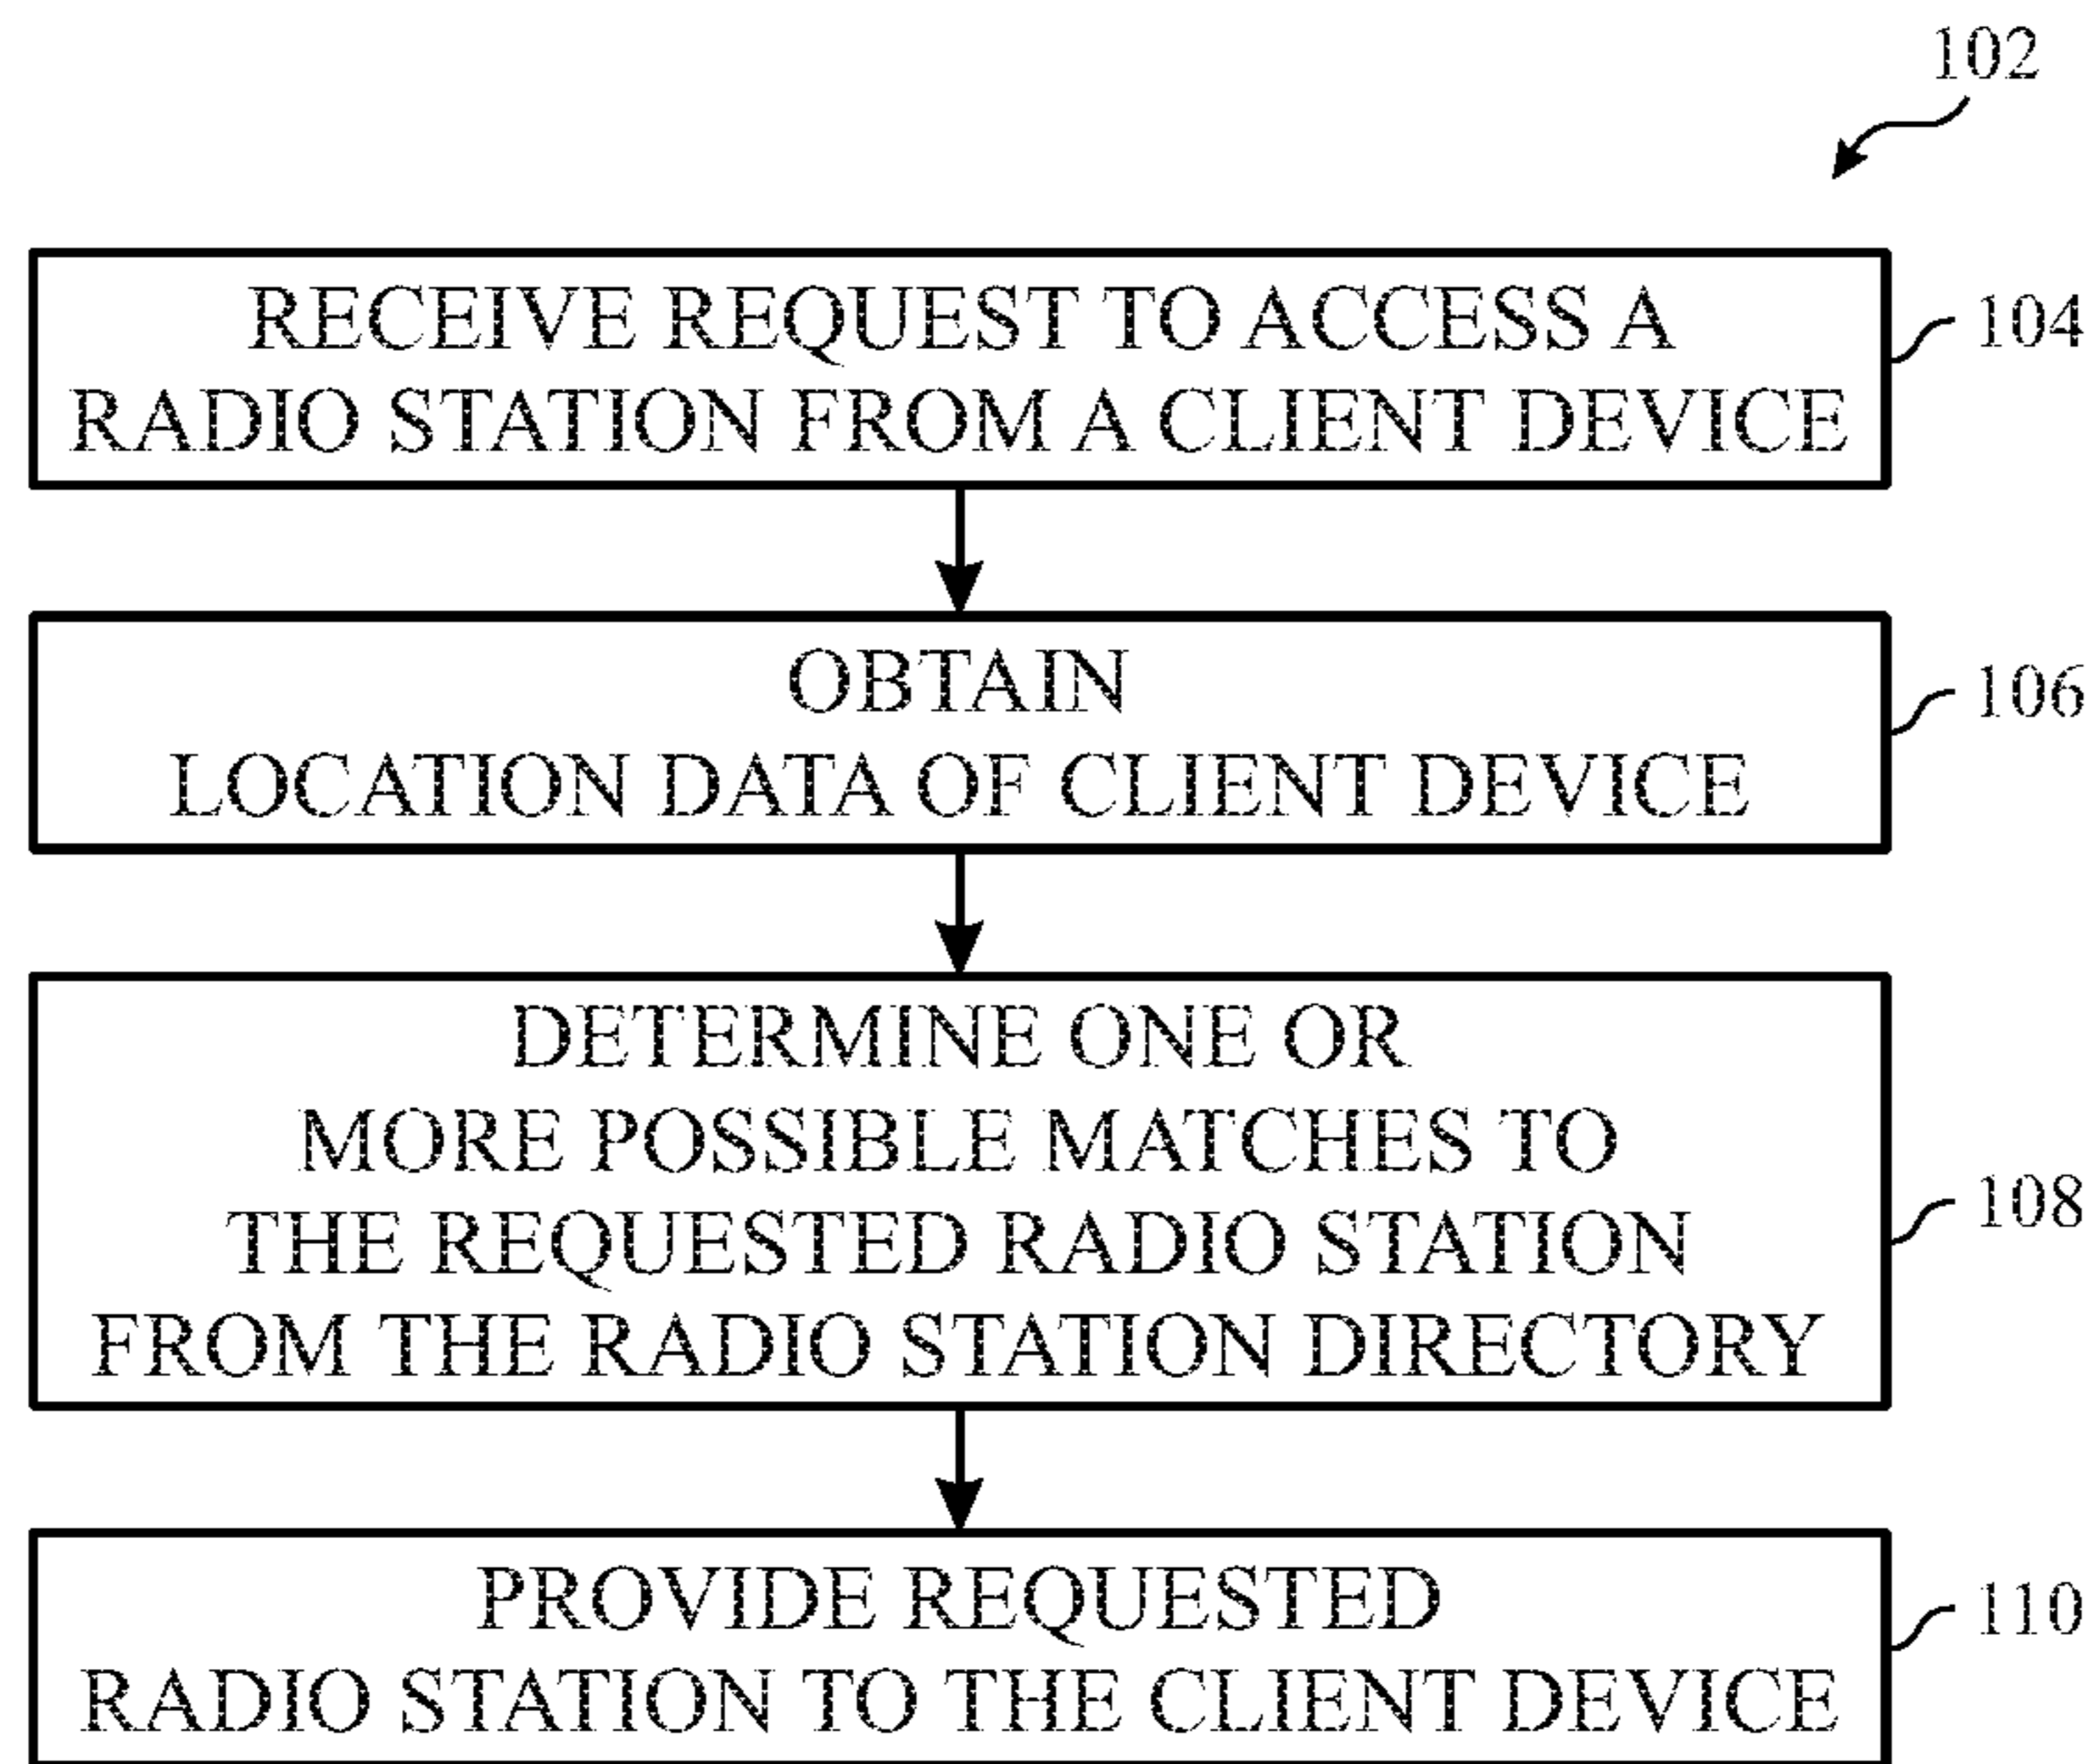 102
RECEIVE REQUEST TO ACCESS A
RADIO STATION FROM A CLIENT DEVICE
104
OBTAIN
LOCATION DATA OF CLIENT DEVICE
106
DETERMINE ONE OR
MORE POSSIBLE MATCHES TO
THE REQUESTED RADIO STATION
FROM THE RADIO STATION DIRECTORY
108
PROVIDE REQUESTED
RADIO STATION TO THE CLIENT DEVICE
110